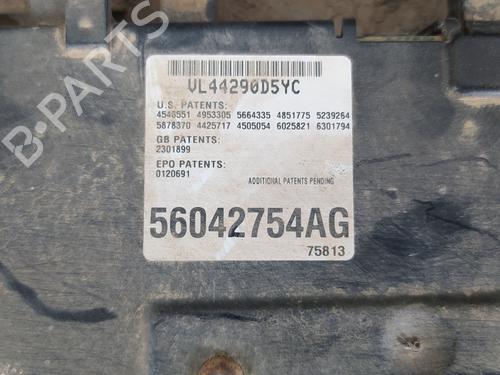 B-PARTS
VL44290D5YC
U.S. PATENTS:
4546551 4953305 5664335 4851775 5239264
5878370 4425717 4505054 6025821 6301794
GB PATENTS:
2301899
EPO PATENTS:
0120691
ADDITIONAL PATENTS PENDING
56042754AG
75813